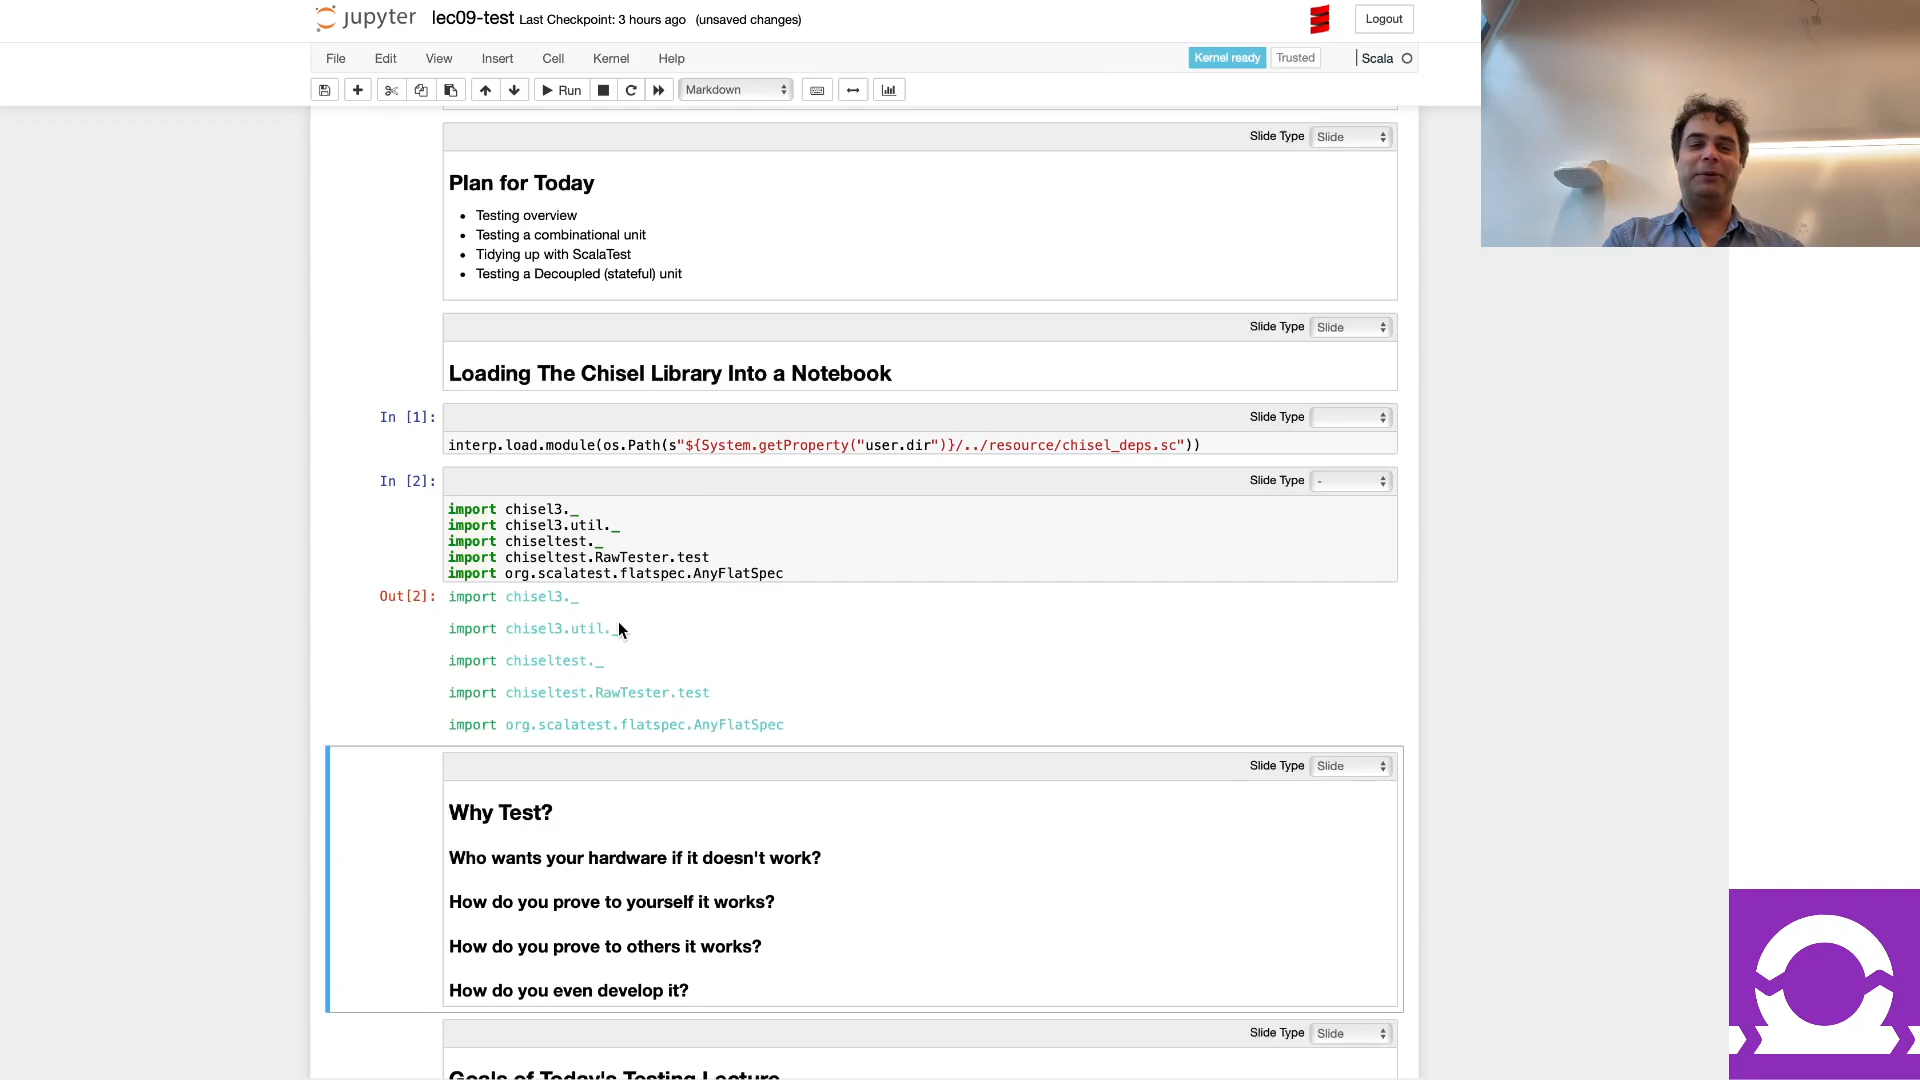 jupyter lec09-test Last Checkpoint: 3 hours ago (unsaved changes)
Logout
File Edit View Insert Cell Kernel Help
Kernel ready Trusted Scala
Run Markdown
Slide Type Slide
Plan for Today
• Testing overview
• Testing a combinational unit
• Tidying up with ScalaTest
• Testing a Decoupled (stateful) unit
Slide Type Slide
Loading The Chisel Library Into a Notebook
In [1]:
Slide Type
interp.load.module(os.Path(s"${System.getProperty("user.dir")}/../resource/chisel_deps.sc"))
In [2]:
Slide Type -
import chisel3._
import chisel3.util._
import chiseltest._
import chiseltest.RawTester.test
import org.scalatest.flatspec.AnyFlatSpec
Out[2]: import chisel3._
import chisel3.util._
import chiseltest._
import chiseltest.RawTester.test
import org.scalatest.flatspec.AnyFlatSpec
Slide Type Slide
Why Test?
Who wants your hardware if it doesn't work?
How do you prove to yourself it works?
How do you prove to others it works?
How do you even develop it?
Slide Type Slide
Goals of Today's Testing Lecture